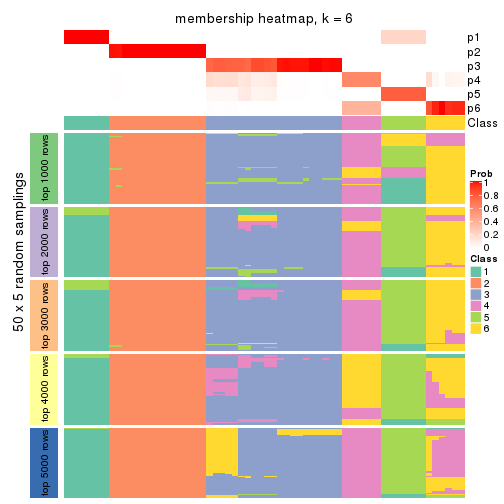 membership heatmap, k = 6
p1
p2
p3
p4
p5
p6
Class
50 x 5 random samplings
top 1000 rows
top 2000 rows
top 3000 rows
top 4000 rows
top 5000 rows
Prob
1
0.8
0.6
0.4
0.2
0
Class
1
2
3
4
5
6